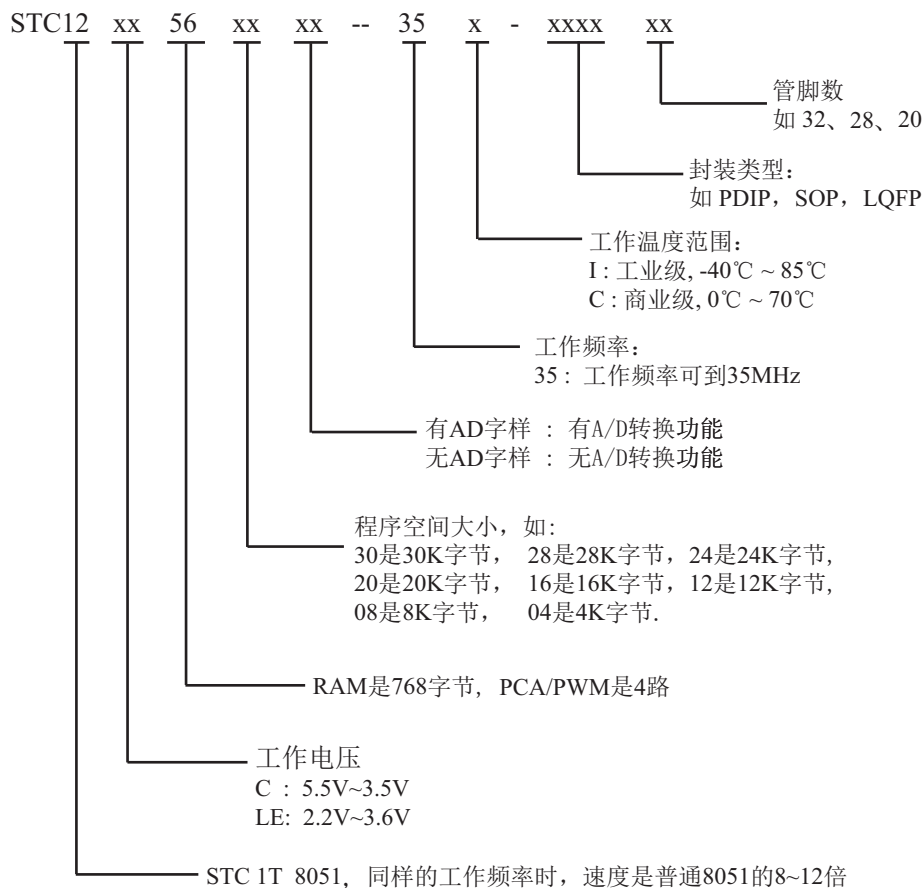 STC12 xx 56 xx xx -- 35 x - xxxx xx
管脚数
如 32、28、20
封装类型：
如 PDIP，SOP，LQFP
工作温度范围：
I : 工业级, -40℃ ~ 85℃
C : 商业级, 0℃ ~ 70℃
工作频率：
35 : 工作频率可到35MHz
有AD字样 : 有A/D转换功能
无AD字样 : 无A/D转换功能
程序空间大小，如:
30是30K字节， 28是28K字节，24是24K字节,
20是20K字节， 16是16K字节，12是12K字节,
08是8K字节， 04是4K字节.
RAM是768字节, PCA/PWM是4路
工作电压
C : 5.5V~3.5V
LE: 2.2V~3.6V
STC 1T 8051，同样的工作频率时，速度是普通8051的8~12倍